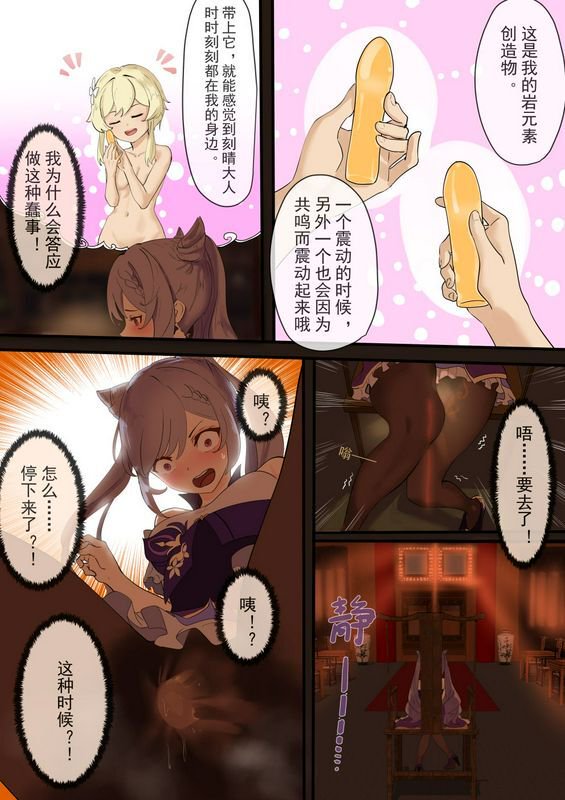 这是我的岩元素
创造物。
一个震动的时候，
另外一个也会因为
共鸣而震动起来哦
带上它，就能感觉到刻晴大人
时时刻刻都在我的身边。
我为什么会答应
做这种蠢事！
唔……要去了！
嗡
咦？
怎么……
停下来了？！
咦！？
这种时候？！
静……